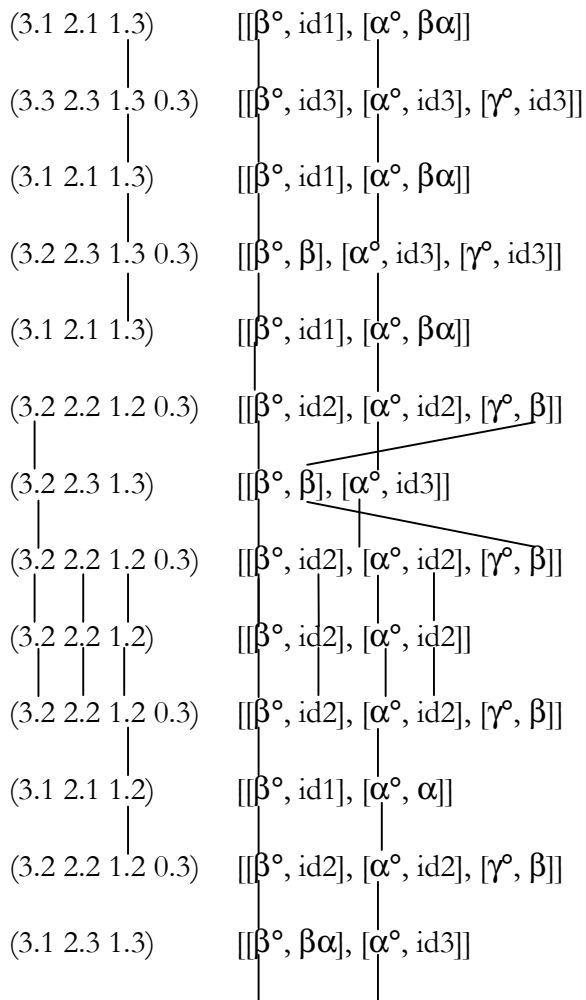 (3.1 2.1 1.3) [[β°, id1], [α°, βα]]
(3.3 2.3 1.3 0.3) [[β°, id3], [α°, id3], [γ°, id3]]
(3.1 2.1 1.3) [[β°, id1], [α°, βα]]
(3.2 2.3 1.3 0.3) [[β°, β], [α°, id3], [γ°, id3]]
(3.1 2.1 1.3) [[β°, id1], [α°, βα]]
(3.2 2.2 1.2 0.3) [[β°, id2], [α°, id2], [γ°, β]]
(3.2 2.3 1.3) [[β°, β], [α°, id3]]
(3.2 2.2 1.2 0.3) [[β°, id2], [α°, id2], [γ°, β]]
(3.2 2.2 1.2) [[β°, id2], [α°, id2]]
(3.2 2.2 1.2 0.3) [[β°, id2], [α°, id2], [γ°, β]]
(3.1 2.1 1.2) [[β°, id1], [α°, α]]
(3.2 2.2 1.2 0.3) [[β°, id2], [α°, id2], [γ°, β]]
(3.1 2.3 1.3) [[β°, βα], [α°, id3]]